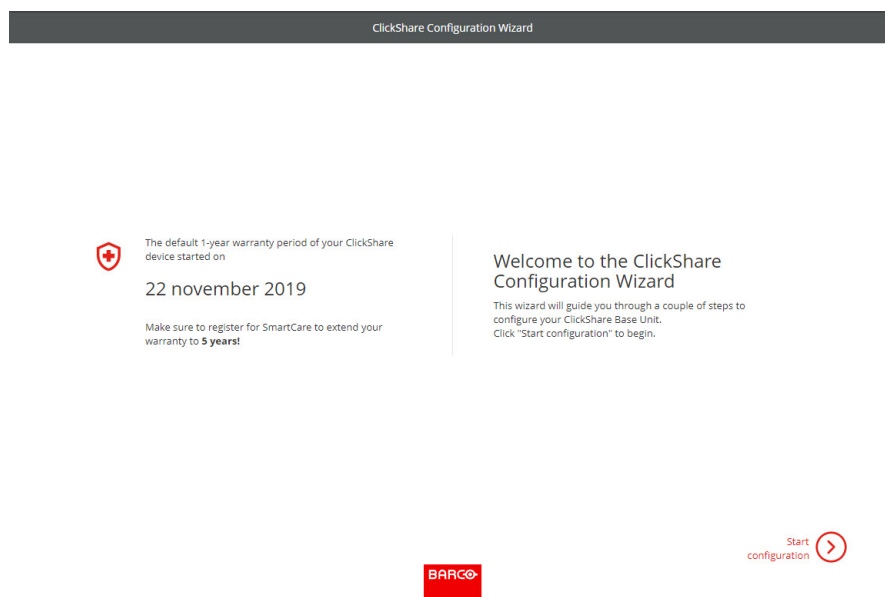 ClickShare Configuration Wizard
The default 1-year warranty period of your ClickShare
device started on
22 november 2019
Make sure to register for SmartCare to extend your
warranty to 5 years!
Welcome to the ClickShare
Configuration Wizard
This wizard will guide you through a couple of steps to
configure your ClickShare Base Unit.
Click "Start configuration" to begin.
Start
configuration
BARCO